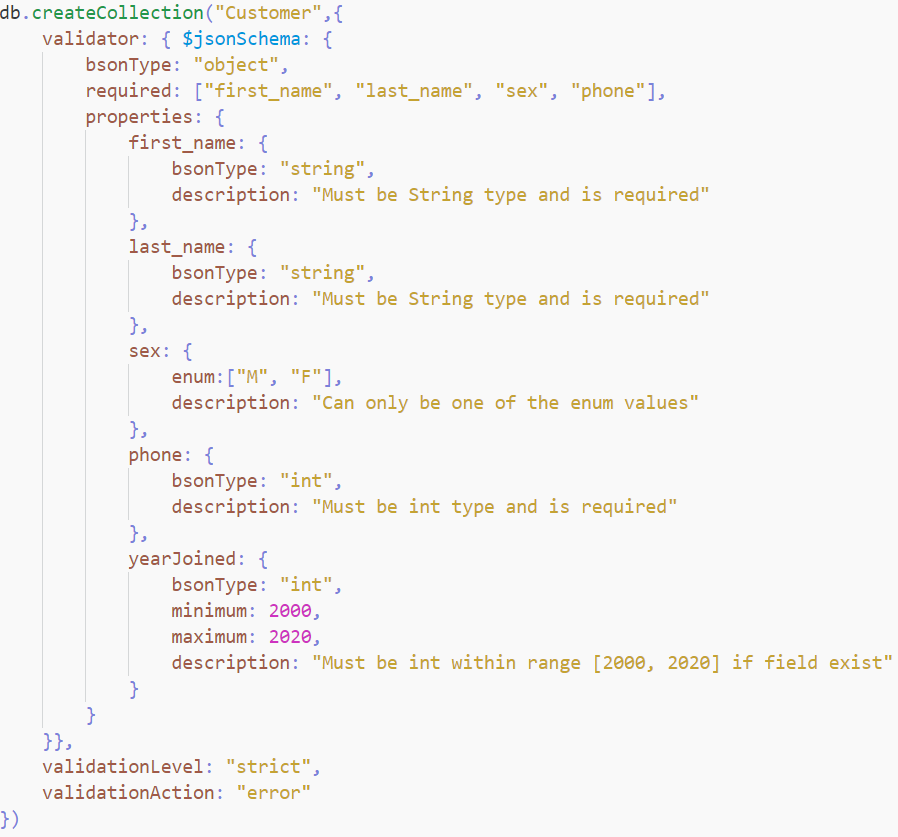 db.createCollection("Customer",{
    validator: { $jsonSchema: {
        bsonType: "object",
        required: ["first_name", "last_name", "sex", "phone"],
        properties: {
            first_name: {
                bsonType: "string",
                description: "Must be String type and is required"
            },
            last_name: {
                bsonType: "string",
                description: "Must be String type and is required"
            },
            sex: {
                enum:["M", "F"],
                description: "Can only be one of the enum values"
            },
            phone: {
                bsonType: "int",
                description: "Must be int type and is required"
            },
            yearJoined: {
                bsonType: "int",
                minimum: 2000,
                maximum: 2020,
                description: "Must be int within range [2000, 2020] if field exist"
            }
        }
    }},
    validationLevel: "strict",
    validationAction: "error"
})